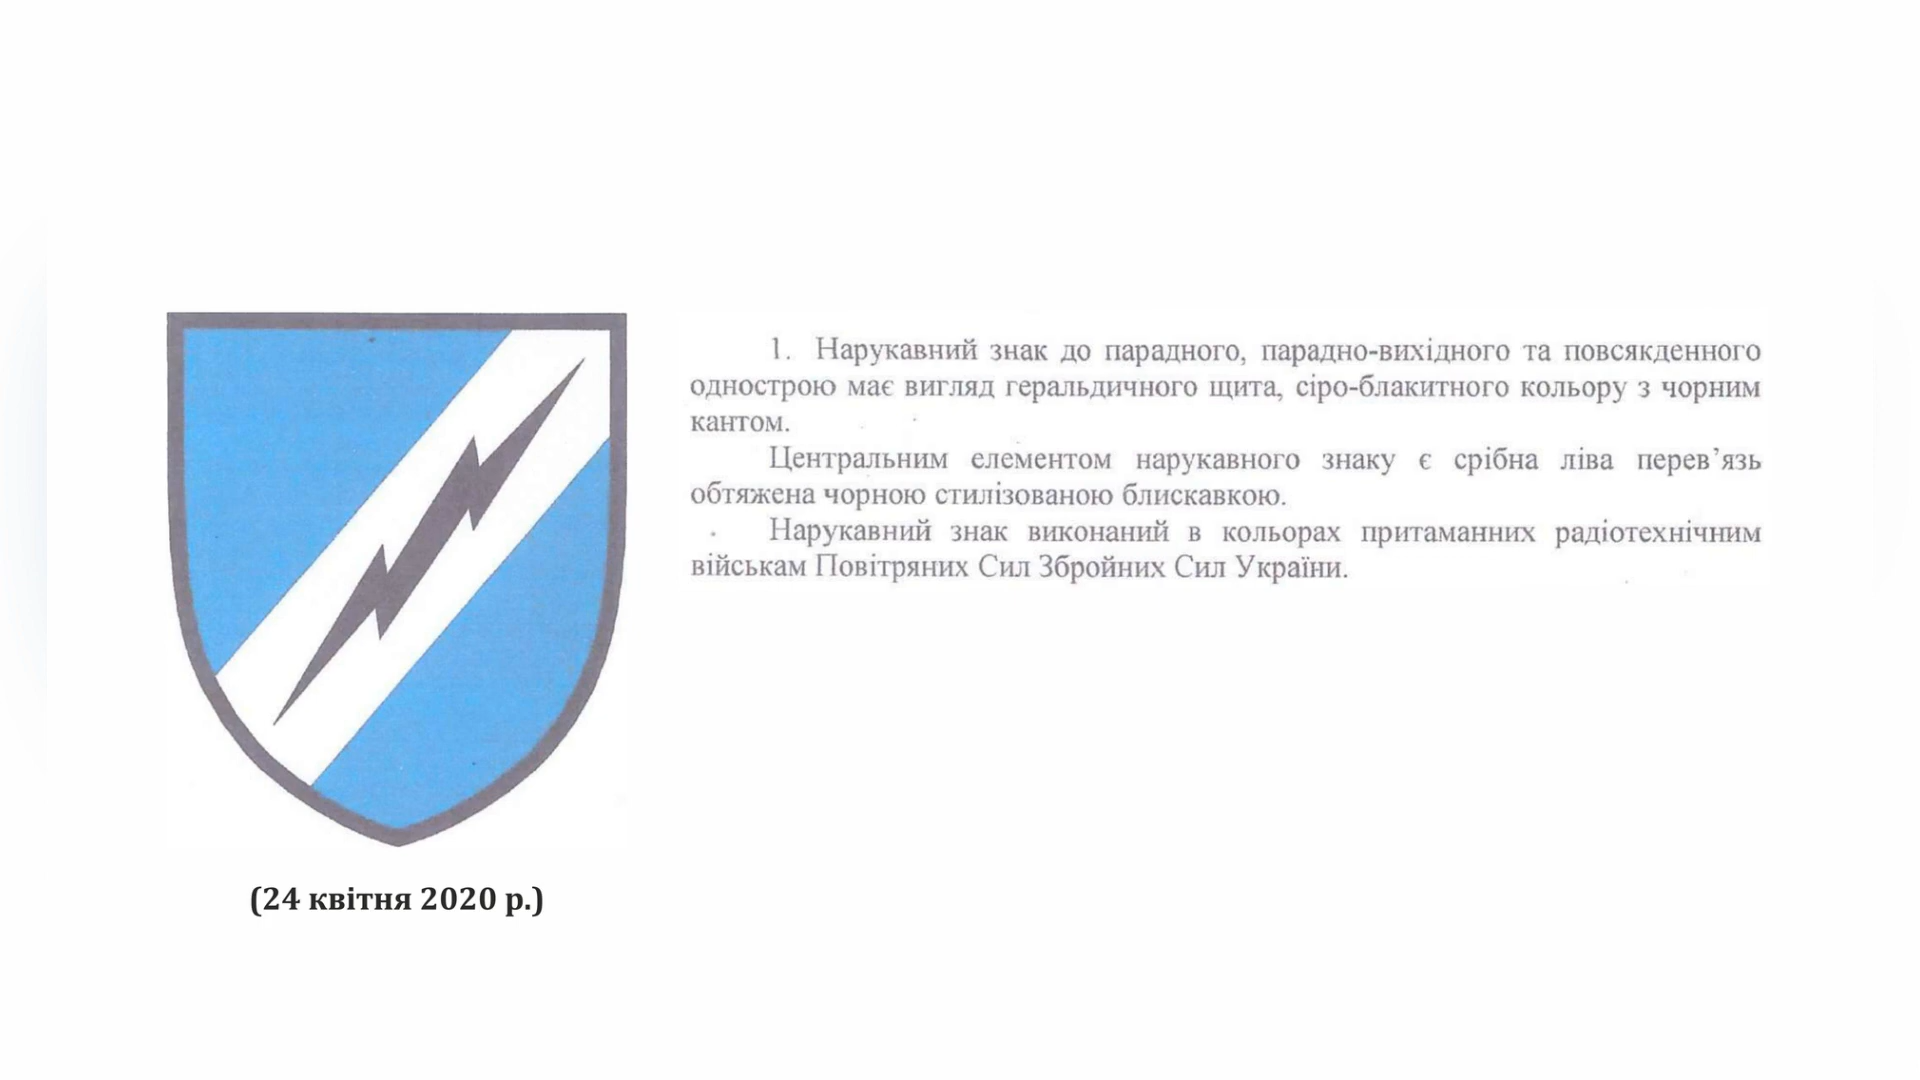 1. Нарукавний знак до парадного, парадно-вихідного та повсякденного
однострою має вигляд геральдичного щита, сіро-блакитного кольору з чорним
кантом.
Центральним елементом нарукавного знаку є срібна ліва перев’язь
обтяжена чорною стилізованою блискавкою.
Нарукавний знак виконаний в кольорах притаманних радіотехнічним
військам Повітряних Сил Збройних Сил України.
(24 квітня 2020 р.)